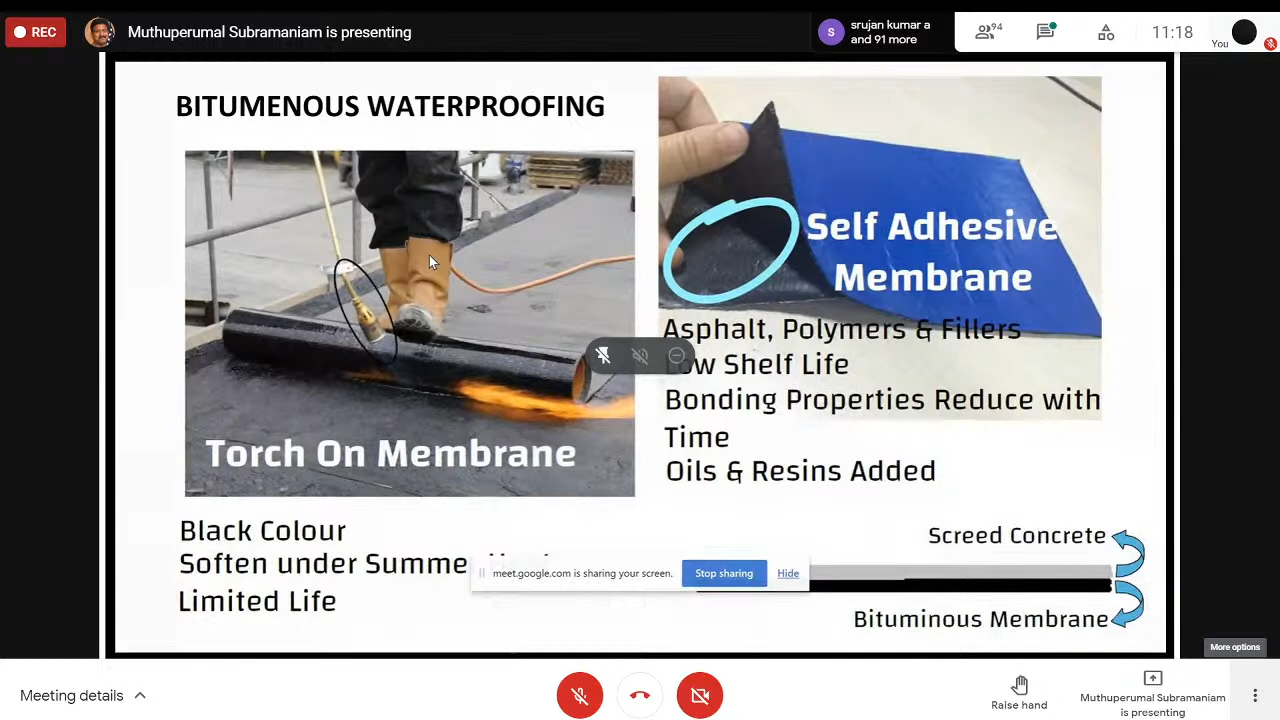 REC
Muthuperumal Subramaniam is presenting
S
srujan kumar a
and 91 more
94
11:18
You
BITUMENOUS WATERPROOFING
Self Adhesive
Membrane
Asphalt, Polymers & Fillers
Low Shelf Life
Bonding Properties Reduce with
Time
Oils & Resins Added
Torch On Membrane
Black Colour
Soften under Summe
Limited Life
meet.google.com is sharing your screen.
Stop sharing
Hide
Screed Concrete
Bituminous Membrane
More options
Meeting details
Raise hand
Muthuperumal Subramaniam
is presenting